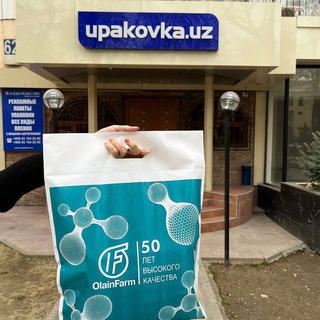 upakovka.uz
62
РЕКЛАМНЫЕ
ПАКЕТЫ
УПАКОВКИ
ВСЕ ВИДЫ
ПЛЕНОК
OlainFarm
50
ЛЕТ
ВЫСОКОГО
КАЧЕСТВА